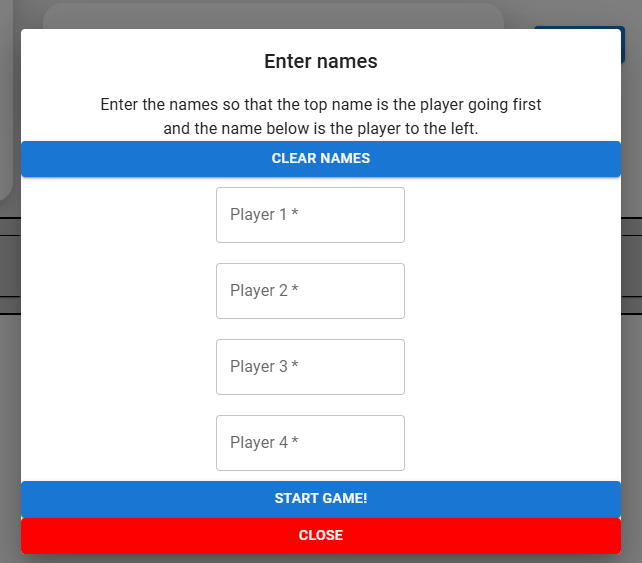 Enter names
Enter the names so that the top name is the player going first
and the name below is the player to the left.
CLEAR NAMES
Player 1 *
Player 2 *
Player 3 *
Player 4 *
START GAME!
CLOSE